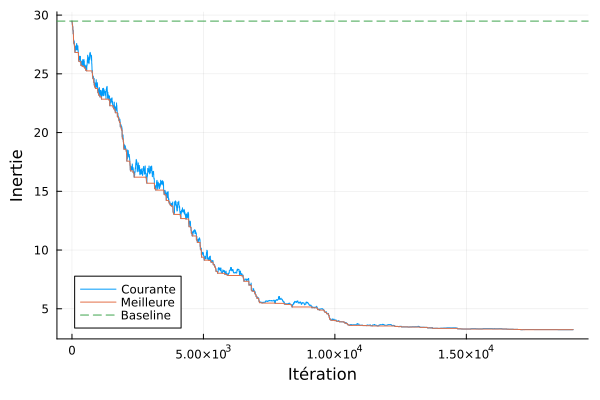 30
25
20
15
10
5
Inertie
Courante
Meilleure
Baseline
0
5.00×10³
1.00×10⁴
1.50×10⁴
Itération